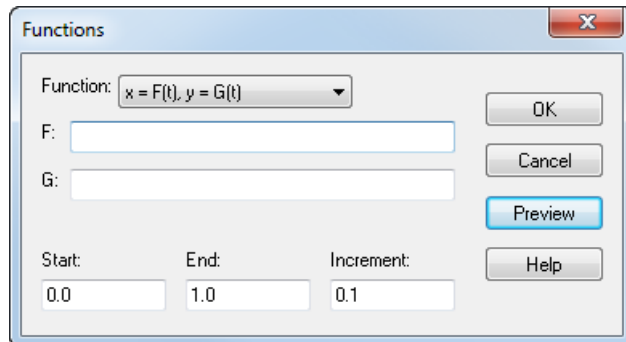 Functions
Function: x = F(t), y = G(t)
F:
G:
OK
Cancel
Preview
Help
Start: End: Increment:
0.0 1.0 0.1